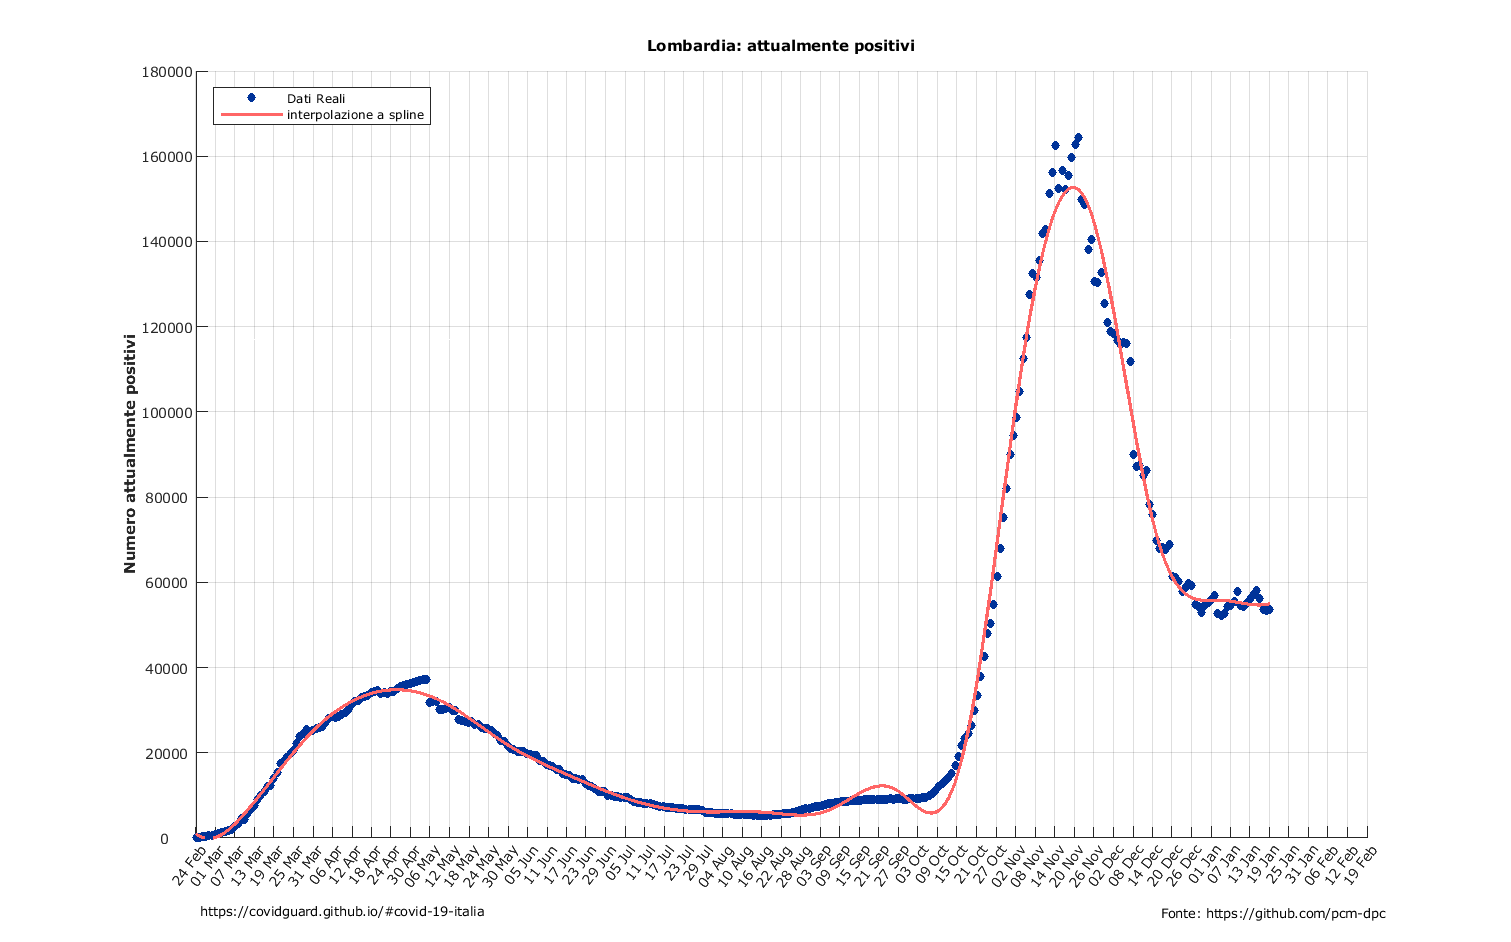 Lombardia: attualmente positivi
180000
160000
140000
120000
100000
80000
60000
40000
20000
0
Dati Reali
interpolazione a spline
Numero attualmente positivi
24 Feb
01 Mar
07 Mar
13 Mar
19 Mar
25 Mar
31 Mar
06 Apr
12 Apr
18 Apr
24 Apr
30 Apr
06 May
12 May
18 May
24 May
30 May
05 Jun
11 Jun
17 Jun
23 Jun
29 Jun
05 Jul
11 Jul
17 Jul
23 Jul
29 Jul
04 Aug
10 Aug
16 Aug
22 Aug
28 Aug
03 Sep
09 Sep
15 Sep
21 Sep
27 Sep
03 Oct
09 Oct
15 Oct
21 Oct
27 Oct
02 Nov
08 Nov
14 Nov
20 Nov
26 Nov
02 Dec
08 Dec
14 Dec
20 Dec
26 Dec
01 Jan
07 Jan
13 Jan
19 Jan
25 Jan
31 Jan
06 Feb
12 Feb
19 Feb
https://covidguard.github.io/#covid-19-italia
Fonte: https://github.com/pcm-dpc